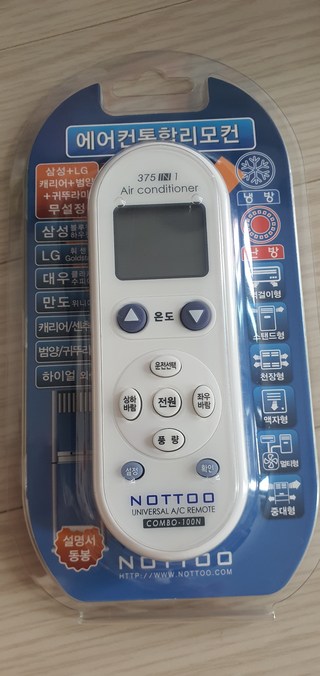 에어컨통합리모컨
삼성+LG
캐리어+범양
+귀뚜라미
무설정
375 IN 1
Air conditioner
냉 방
난 방
삼성
LG
대우
만도
캐리어/센추
범양/귀뚜라
하이얼
벽걸이형
스탠드형
천장형
액자형
멀티형
중대형
온도
운전선택
상하
바람
전원
좌우
바람
풍 량
설정
확인
NOTTOO
UNIVERSAL A/C REMOTE
COMBO-100N
설명서
동봉
NOTTOO
HTTP://WWW.NOTTOO.COM